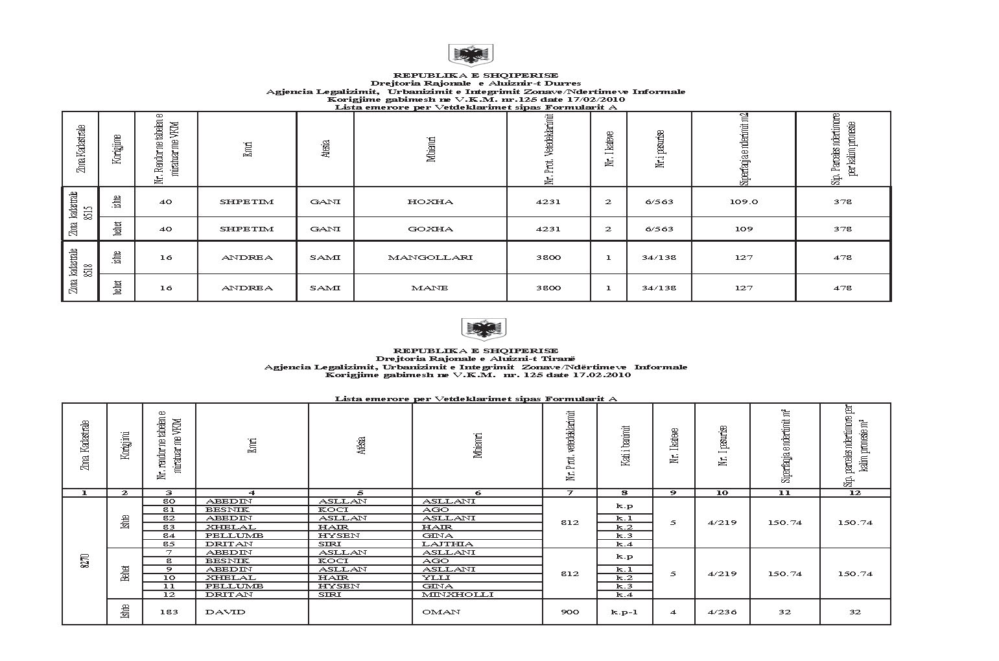 REPUBLIKA E SHQIPERISE
Drejtoria Rajonale e Aluiznir-t Durres
Agjencia Legalizimit, Urbanizimit e Integrimit Zonave/Ndertimeve Informale
Korigjime gabimesh ne V.K.M. nr.125 date 17/02/2010
Lista emerore per Vetdeklarimet sipas Formularit A
Zona Kadastrale | Korigjime | Nr. Rendor ne tabelen e miratuar me VKM | Emri | Atesia | Mbiemri | Nr. Prot. Vetedeklarimit | Nr. I kateve | Nr.i pasurise | Siperfaqja e nderimit m2 | Sip. Parceles ndertimore per kalim pronesie
Zona kadastrale 8515 | ishte | 40 | SHPETIM | GANI | HOXHA | 4231 | 2 | 6/563 | 109.0 | 378
behet | 40 | SHPETIM | GANI | GOXHA | 4231 | 2 | 6/563 | 109 | 378
Zona kadastrale 8518 | ishte | 16 | ANDREA | SAMI | MANGOLLARI | 3800 | 1 | 34/138 | 127 | 478
behet | 16 | ANDREA | SAMI | MANE | 3800 | 1 | 34/138 | 127 | 478
REPUBLIKA E SHQIPERISE
Drejtoria Rajonale e Aluizni-t Tiranë
Agjencia Legalizimit, Urbanizimit e Integrimit Zonave/Ndërtimeve Informale
Korigjime gabimesh ne V.K.M. nr. 125 date 17.02.2010
Lista emerore per Vetdeklarimet sipas Formularit A
Zona Kadastrale | Korigjimi | Nr. rendor ne tabelen e miratuar me VKM | Emri | Atësia | Mbiemri | Nr. Prot. vetedeklarimit | Kati i banimit | Nr. I kateve | Nr. I pasurise | Siperfaqja e ndertimit m² | Sip. parceles ndertimore per kalim pronesie m²
1 | 2 | 3 | 4 | 5 | 6 | 7 | 8 | 9 | 10 | 11 | 12
8270 | Ishte | 80 | ABEDIN | ASLLAN | ASLLANI | 812 | k.p | 5 | 4/219 | 150.74 | 150.74
81 | BESNIK | KOCI | AGO
82 | ABEDIN | ASLLAN | ASLLANI | k.1
83 | XHELAL | HAIR | HAIR | k.2
84 | PELLUMB | HYSEN | GINA | k.3
85 | DRITAN | SIRI | LAJTHIA | k.4
Behet | 7 | ABEDIN | ASLLAN | ASLLANI | 812 | k.p | 5 | 4/219 | 150.74 | 150.74
8 | BESNIK | KOCI | AGO
9 | ABEDIN | ASLLAN | ASLLANI | k.1
10 | XHELAL | HAIR | YLLI | k.2
11 | PELLUMB | HYSEN | GINA | k.3
12 | DRITAN | SIRI | MINXHOLLI | k.4
Ishte | 183 | DAVID | OMAN | 900 | k.p-1 | 4 | 4/236 | 32 | 32